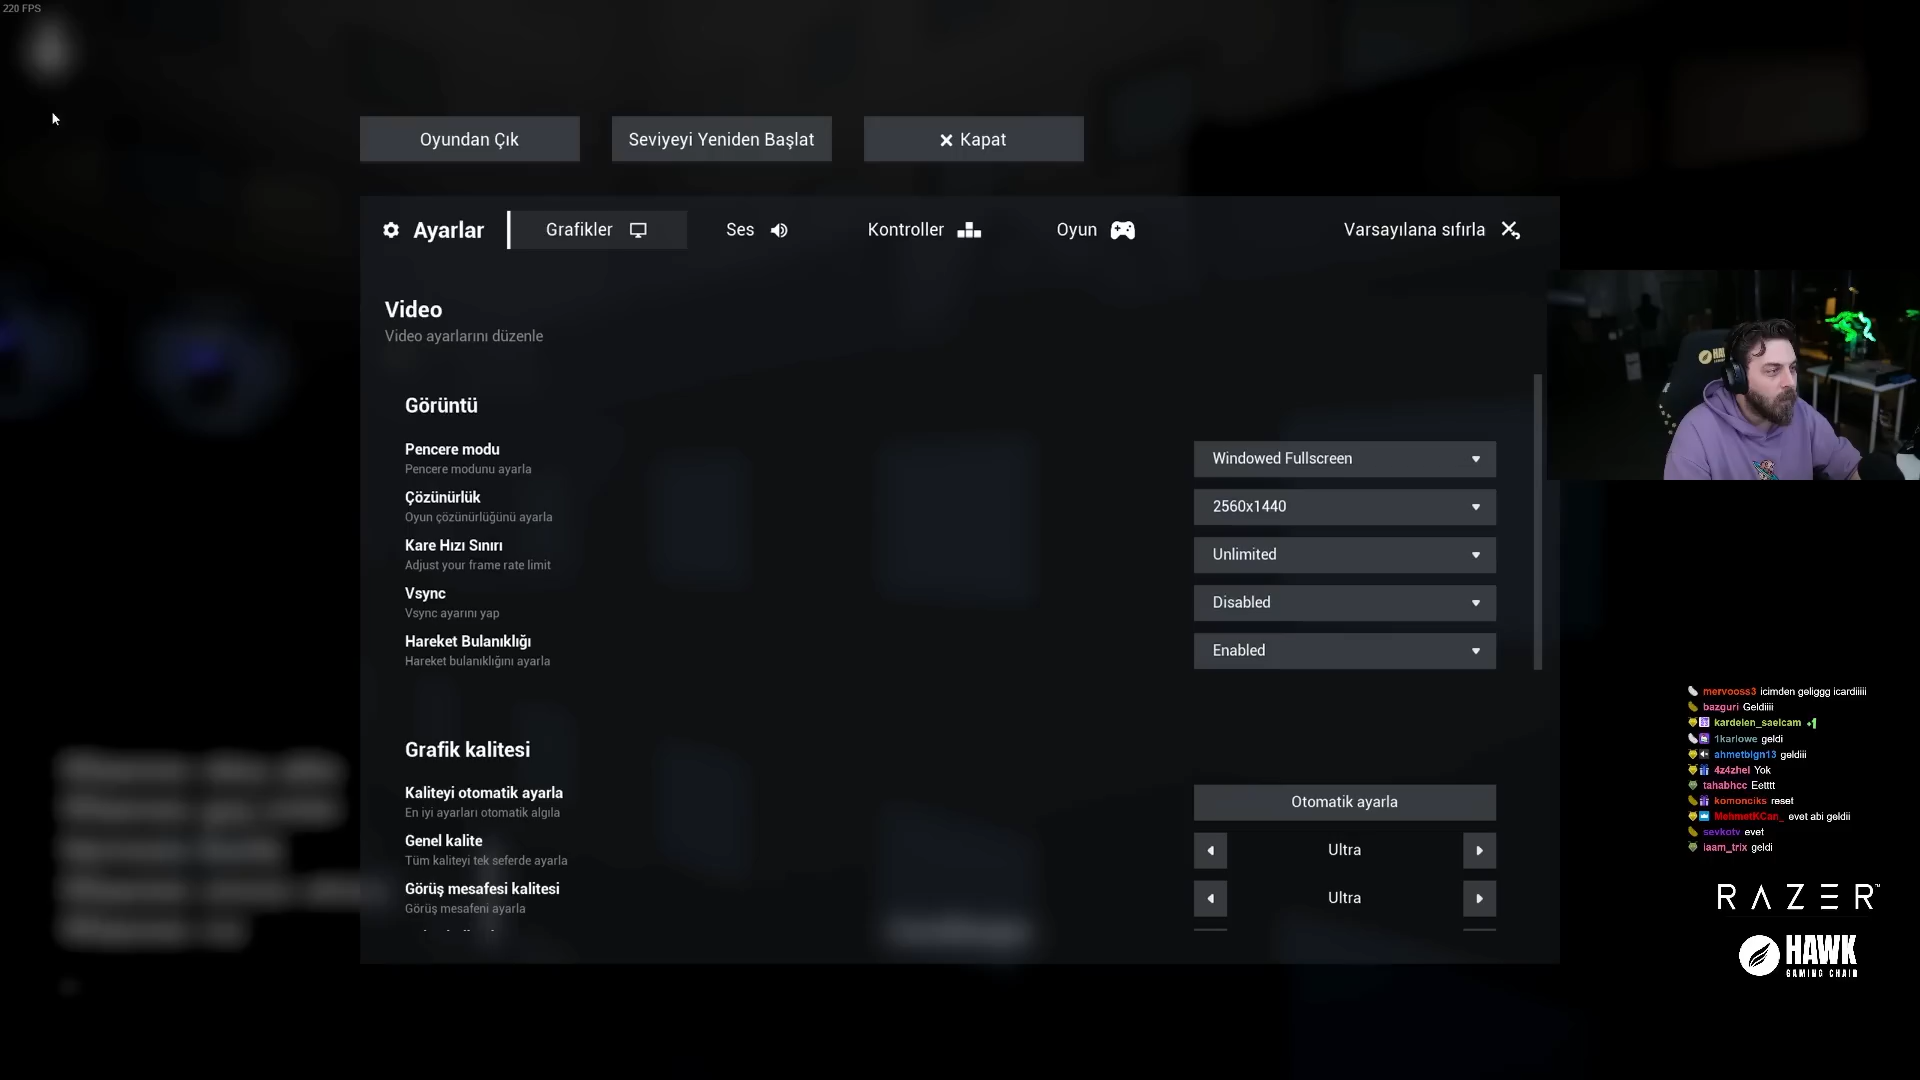 220 FPS
Oyundan Çık
Seviyeyi Yeniden Başlat
Kapat
Ayarlar
Grafikler
Ses
Kontroller
Oyun
Varsayılana sıfırla
Video
Video ayarlarını düzenle
Görüntü
Pencere modu
Windowed Fullscreen
Pencere modunu ayarla
Çözünürlük
2560x1440
Oyun çözünürlüğünü ayarla
Kare Hızı Sınırı
Unlimited
Adjust your frame rate limit
Vsync
Disabled
Vsync ayarını yap
Hareket Bulanıklığı
Enabled
Hareket bulanıklığını ayarla
Grafik kalitesi
Kaliteyi otomatik ayarla
Otomatik ayarla
En iyi ayarları otomatik algıla
Genel kalite
Ultra
Tüm kaliteyi tek seferde ayarla
Görüş mesafesi kalitesi
Ultra
Görüş mesafeni ayarla
mervooss3 icimden geliggg icardiiiii
bazguri Geldiiii
kardelen_saelcam +1
1karlowe geldi
ahmetbign13 geldiii
4z4zhel Yok
tahabhcc Eetttt
komonciks reset
MehmetKCan_ evet abi geldii
sevkotv evet
iaam_trix geldi
RAZER™
HAWK
GAMING CHAIR